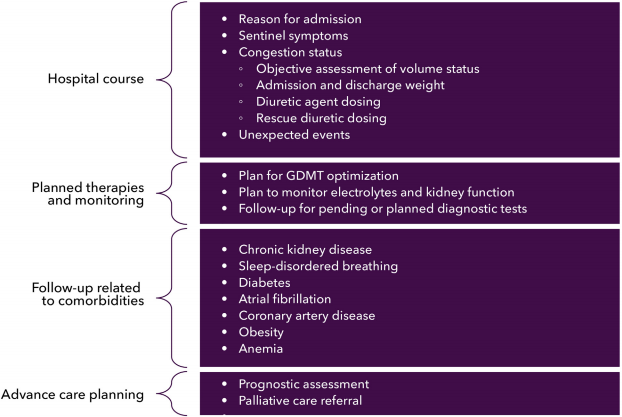 Hospital course
• Reason for admission
• Sentinel symptoms
• Congestion status
◦ Objective assessment of volume status
◦ Admission and discharge weight
◦ Diuretic agent dosing
◦ Rescue diuretic dosing
• Unexpected events
Planned therapies
and monitoring
• Plan for GDMT optimization
• Plan to monitor electrolytes and kidney function
• Follow-up for pending or planned diagnostic tests
Follow-up related
to comorbidities
• Chronic kidney disease
• Sleep-disordered breathing
• Diabetes
• Atrial fibrillation
• Coronary artery disease
• Obesity
• Anemia
Advance care planning
• Prognostic assessment
• Palliative care referral